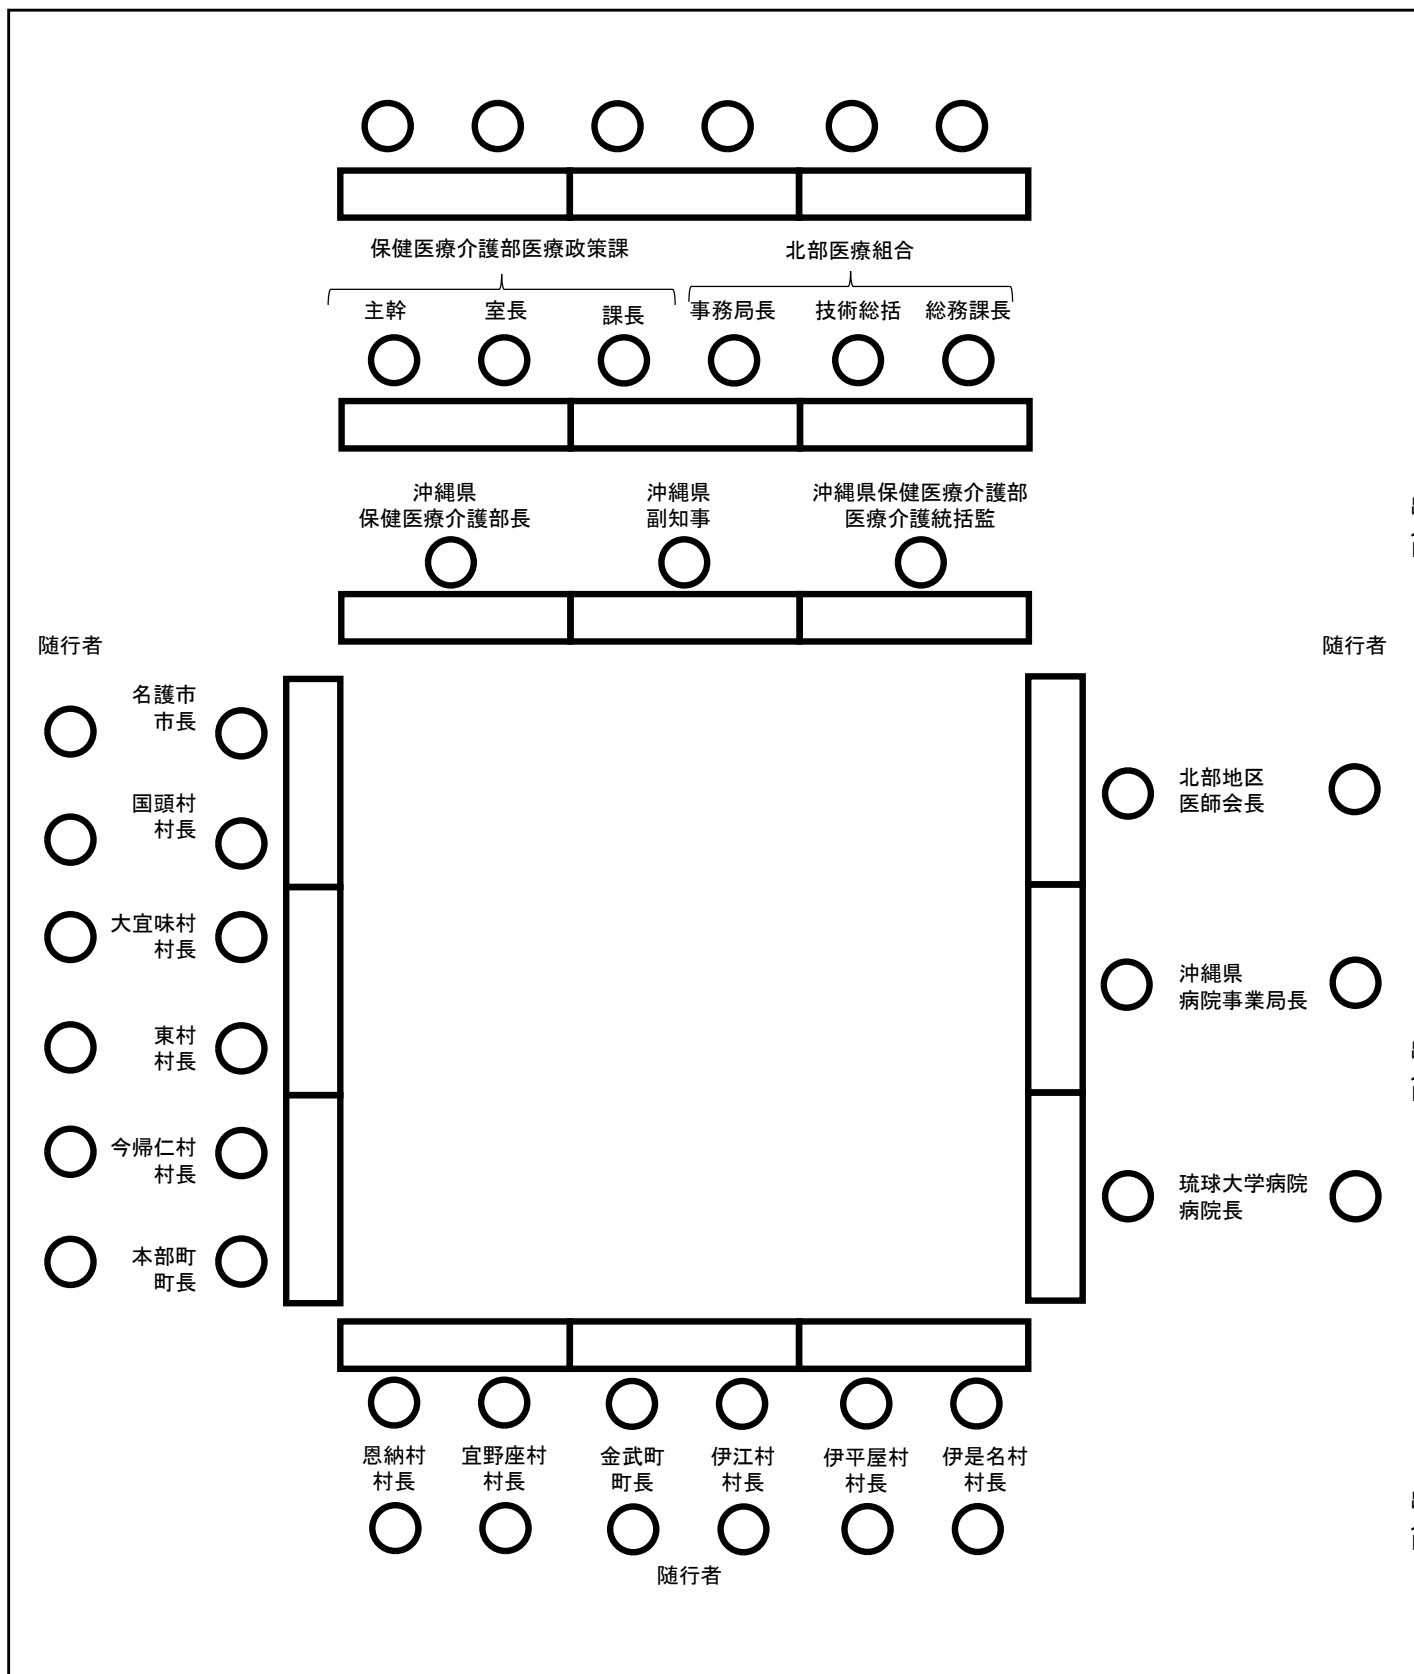 保健医療介護部医療政策課
北部医療組合
主幹
室長
課長
事務局長
技術総括
総務課長
沖縄県
保健医療介護部長
沖縄県
副知事
沖縄県保健医療介護部
医療介護統括監
随行者
随行者
名護市
市長
国頭村
村長
大宜味村
村長
東村
村長
今帰仁村
村長
本部町
町長
北部地区
医師会長
沖縄県
病院事業局長
琉球大学病院
病院長
恩納村
村長
宜野座村
村長
金武町
町長
伊江村
村長
伊平屋村
村長
伊是名村
村長
随行者